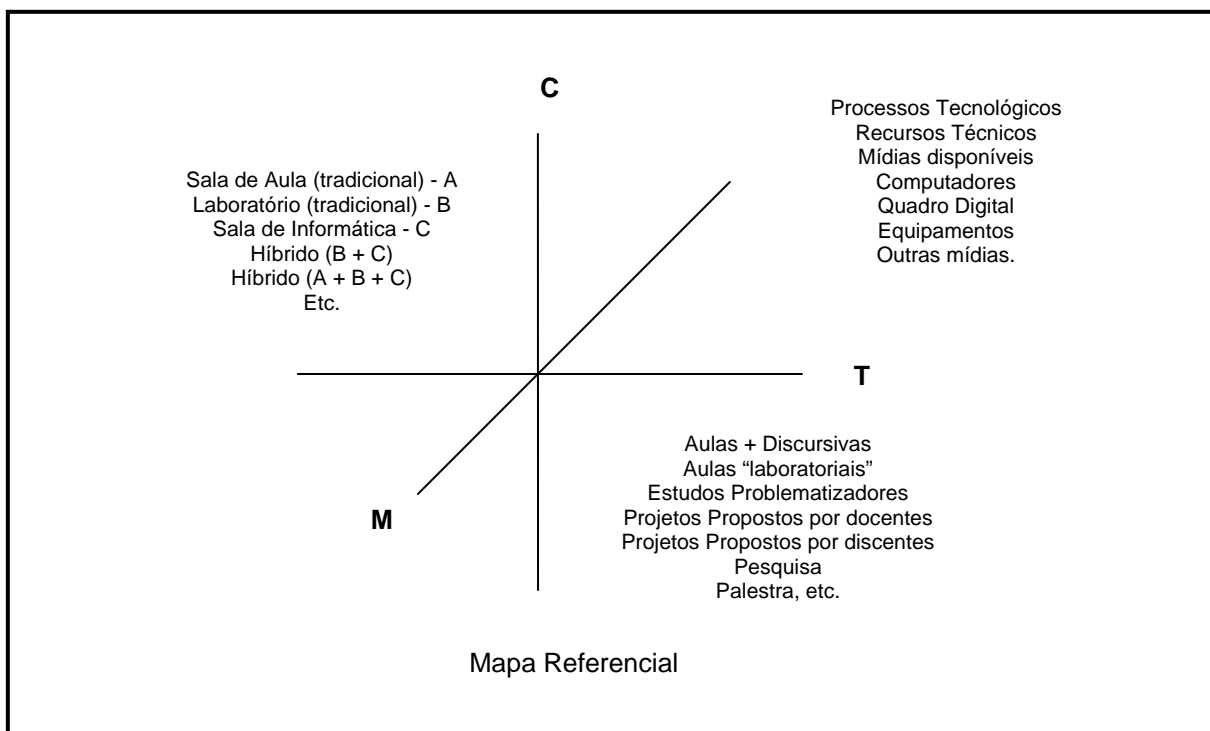 C
Processos Tecnológicos
Recursos Técnicos
Mídias disponíveis
Computadores
Quadro Digital
Equipamentos
Outras mídias.
Sala de Aula (tradicional) - A
Laboratório (tradicional) - B
Sala de Informática - C
Híbrido (B + C)
Híbrido (A + B + C)
Etc.
T
Aulas + Discursivas
Aulas “laboratoriais”
Estudos Problematizadores
Projetos Propostos por docentes
Projetos Propostos por discentes
Pesquisa
Palestra, etc.
M
Mapa Referencial